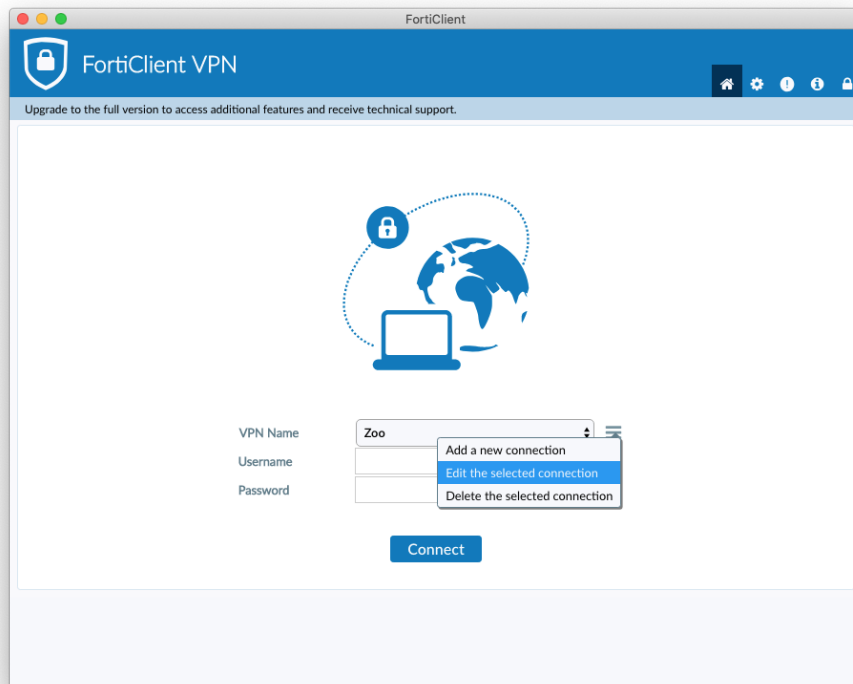 FortiClient
FortiClient VPN
Upgrade to the full version to access additional features and receive technical support.
VPN Name
Zoo
Add a new connection
Username
Edit the selected connection
Password
Delete the selected connection
Connect